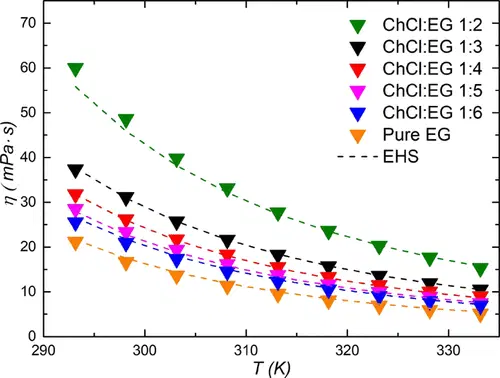 70
60
50
40
30
20
10
0
290
300
310
320
330
η ( mPa · s)
T (K)
ChCl:EG 1:2
ChCl:EG 1:3
ChCl:EG 1:4
ChCl:EG 1:5
ChCl:EG 1:6
Pure EG
EHS